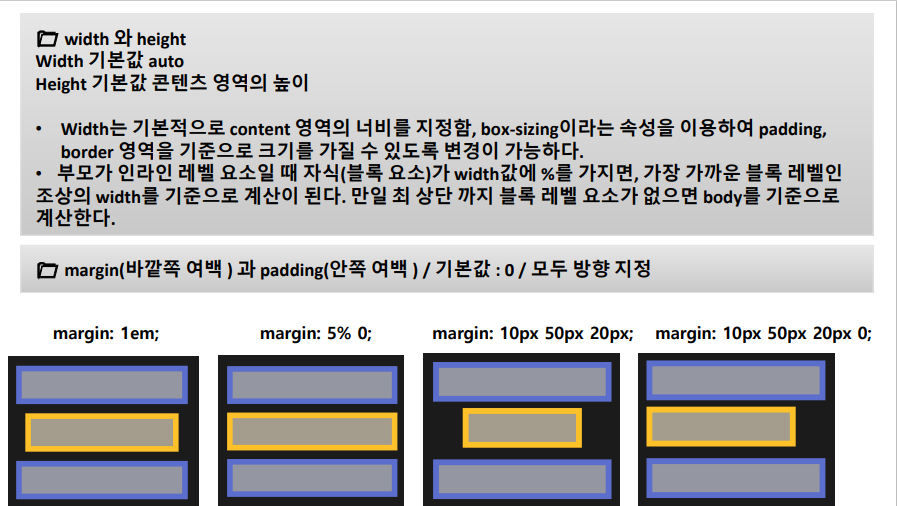 width 와 height
Width 기본값 auto
Height 기본값 콘텐츠 영역의 높이
• Width는 기본적으로 content 영역의 너비를 지정함, box-sizing이라는 속성을 이용하여 padding,
border 영역을 기준으로 크기를 가질 수 있도록 변경이 가능하다.
• 부모가 인라인 레벨 요소일 때 자식(블록 요소)가 width값에 %를 가지면, 가장 가까운 블록 레벨인
조상의 width를 기준으로 계산이 된다. 만일 최 상단 까지 블록 레벨 요소가 없으면 body를 기준으로
계산한다.
margin(바깥쪽 여백 ) 과 padding(안쪽 여백 ) / 기본값 : 0 / 모두 방향 지정
margin: 1em; margin: 5% 0; margin: 10px 50px 20px; margin: 10px 50px 20px 0;